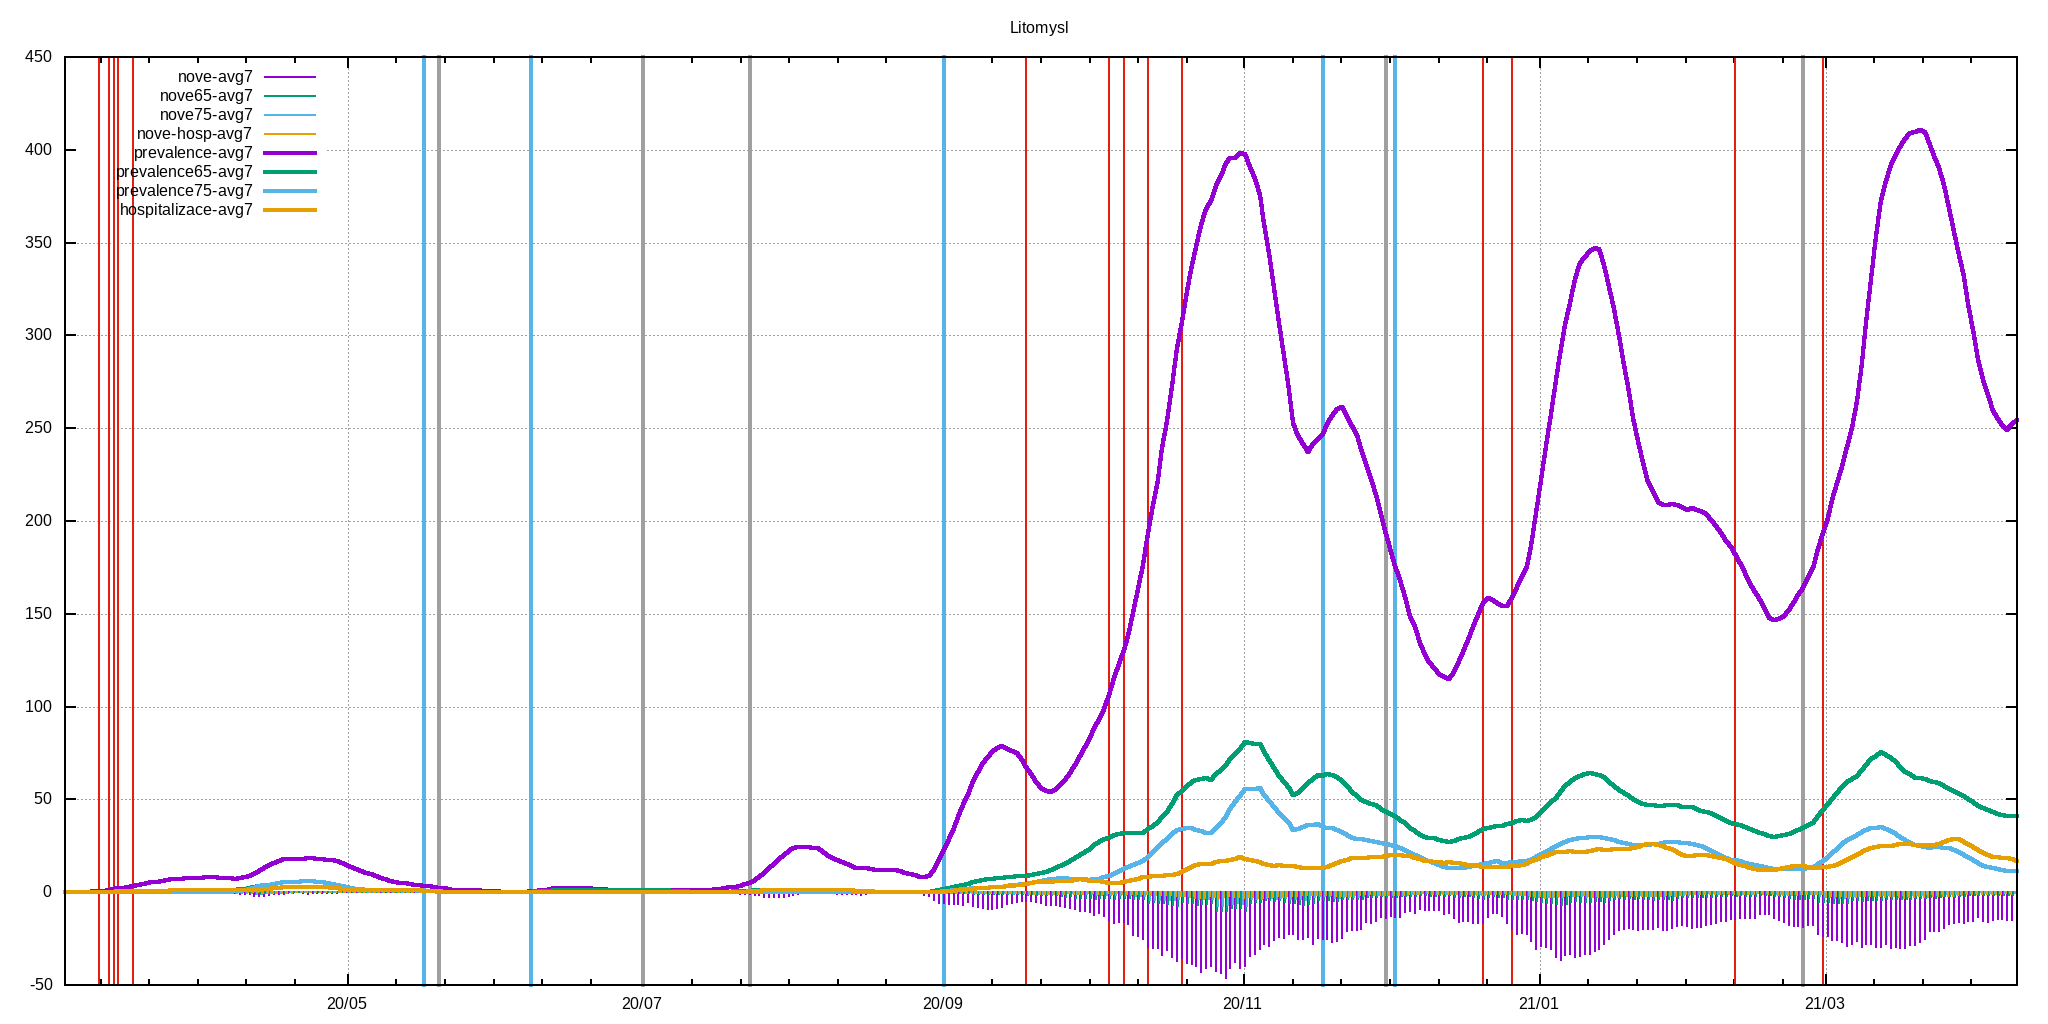 Litomysl
450
400
350
300
250
200
150
100
50
0
-50
nove-avg7
nove65-avg7
nove75-avg7
nove-hosp-avg7
prevalence-avg7
prevalence65-avg7
prevalence75-avg7
hospitalizace-avg7
20/05 20/07 20/09 20/11 21/01 21/03